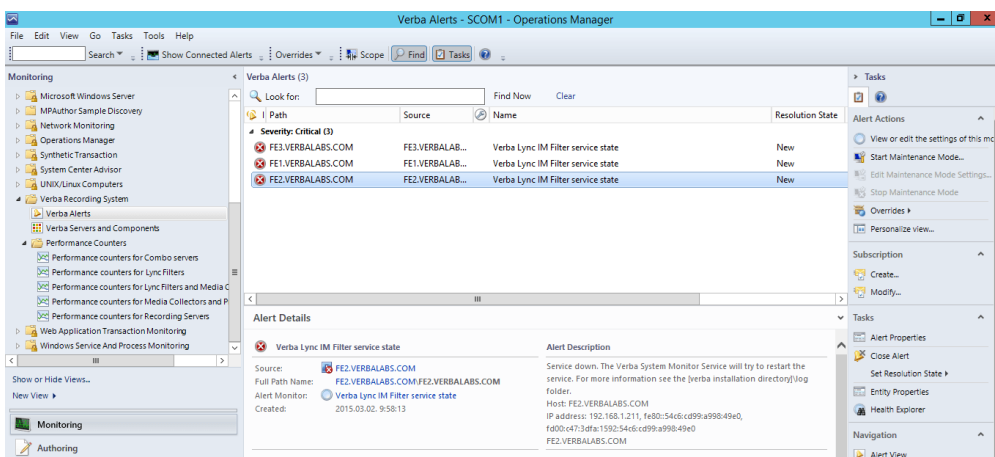 Verba Alerts - SCOM1 - Operations Manager
File Edit View Go Tasks Tools Help
Search Show Connected Alerts Overrides Scope Find Tasks
Monitoring
Microsoft Windows Server
MPAuthor Sample Discovery
Network Monitoring
Operations Manager
Synthetic Transaction
System Center Advisor
UNIX/Linux Computers
Verba Recording System
Verba Alerts
Verba Servers and Components
Performance Counters
Performance counters for Combo servers
Performance counters for Lync Filters
Performance counters for Lync Filters and Media C
Performance counters for Media Collectors and P
Performance counters for Recording Servers
Web Application Transaction Monitoring
Windows Service And Process Monitoring
Show or Hide Views...
New View
Monitoring
Authoring
Verba Alerts (3)
Look for: Find Now Clear
Path Source Name Resolution State
Severity: Critical (3)
FE3.VERBALABS.COM FE3.VERBALAB... Verba Lync IM Filter service state New
FE1.VERBALABS.COM FE1.VERBALAB... Verba Lync IM Filter service state New
FE2.VERBALABS.COM FE2.VERBALAB... Verba Lync IM Filter service state New
Alert Details
Verba Lync IM Filter service state
Source: FE2.VERBALABS.COM
Full Path Name: FE2.VERBALABS.COM\FE2.VERBALABS.COM
Alert Monitor: Verba Lync IM Filter service state
Created: 2015.03.02. 9:58:13
Alert Description
Service down. The Verba System Monitor Service will try to restart the
service. For more information see the [verba installation directory]\log
folder.
Host: FE2.VERBALABS.COM
IP address: 192.168.1.211, fe80::54c6:cd99:a998:49e0,
fd00:c47:3dfa:1592:54c6:cd99:a998:49e0
FE2.VERBALABS.COM
Tasks
Alert Actions
View or edit the settings of this mo
Start Maintenance Mode...
Edit Maintenance Mode Settings...
Stop Maintenance Mode
Overrides
Personalize view...
Subscription
Create...
Modify...
Tasks
Alert Properties
Close Alert
Set Resolution State
Entity Properties
Health Explorer
Navigation
Alert View